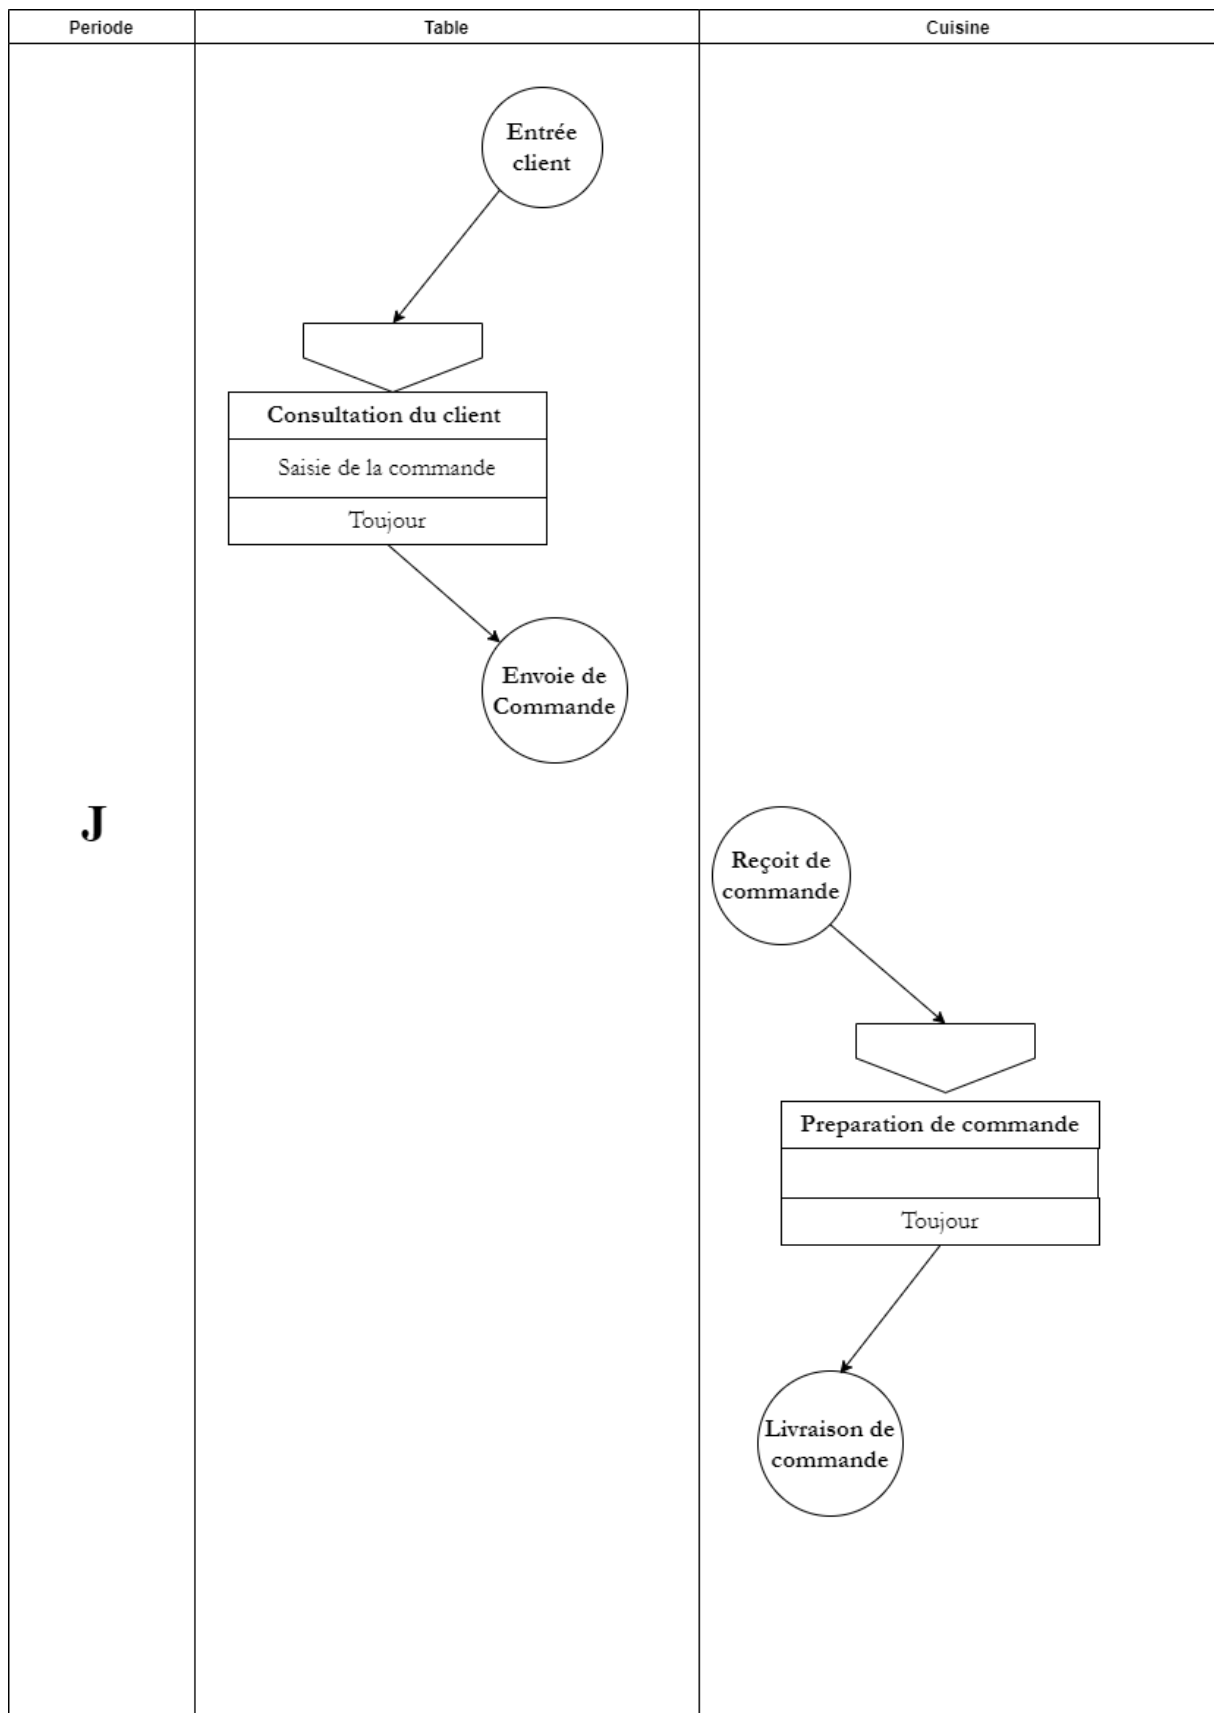 Periode
Table
Cuisine
Entrée
client
Consultation du client
Saisie de la commande
Toujour
Envoie de
Commande
J
Reçoit de
commande
Preparation de commande
Toujour
Livraison de
commande